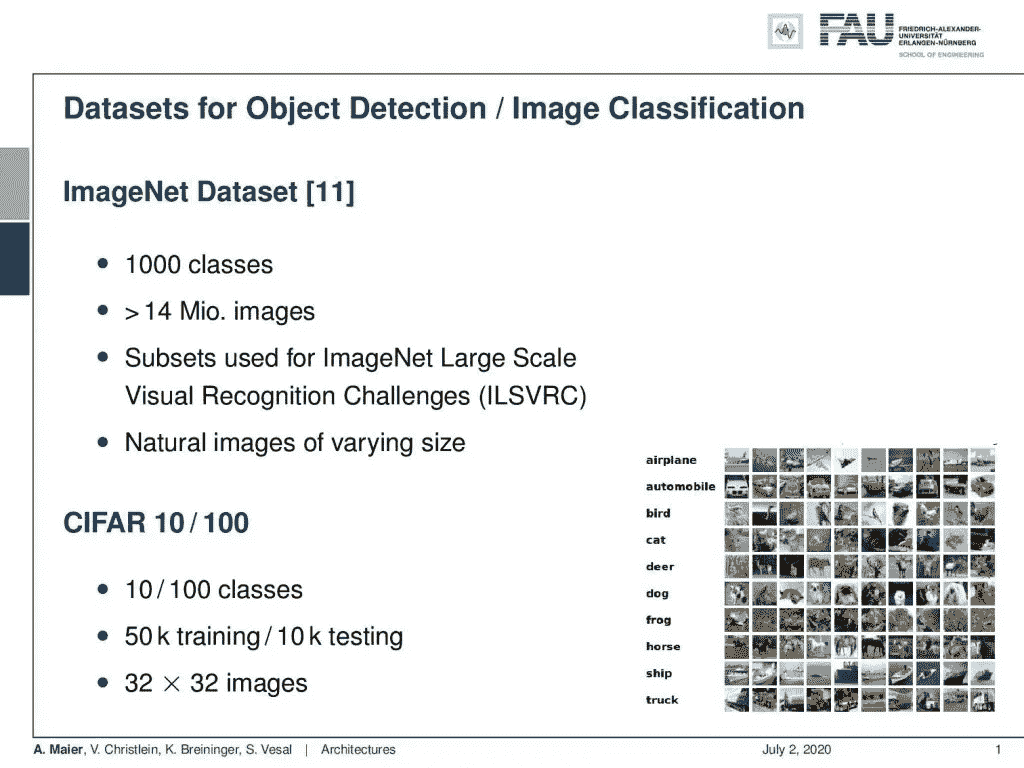 FAU
FRIEDRICH-ALEXANDER-
UNIVERSITÄT
ERLANGEN-NÜRNBERG
SCHOOL OF ENGINEERING
Datasets for Object Detection / Image Classification
ImageNet Dataset [11]
• 1000 classes
• > 14 Mio. images
• Subsets used for ImageNet Large Scale
Visual Recognition Challenges (ILSVRC)
• Natural images of varying size
CIFAR 10 / 100
• 10 / 100 classes
• 50 k training / 10 k testing
• 32 × 32 images
airplane
automobile
bird
cat
deer
dog
frog
horse
ship
truck
A. Maier, V. Christlein, K. Breininger, S. Vesal | Architectures July 2, 2020 1